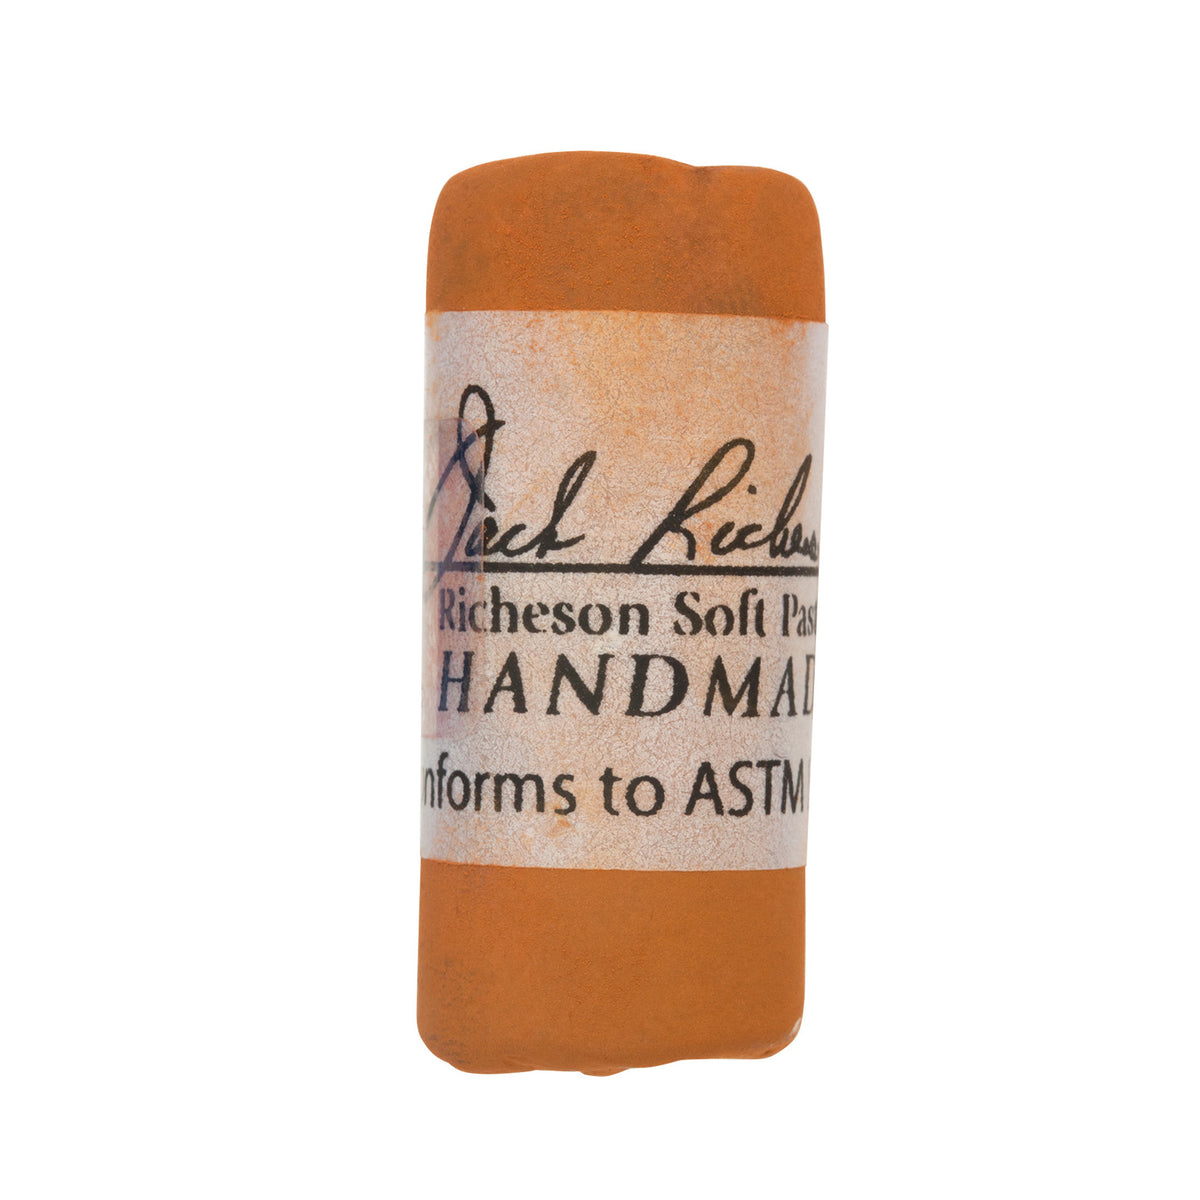 Jack Riches
Richeson Soft Past
HANDMAD
nforms to ASTM